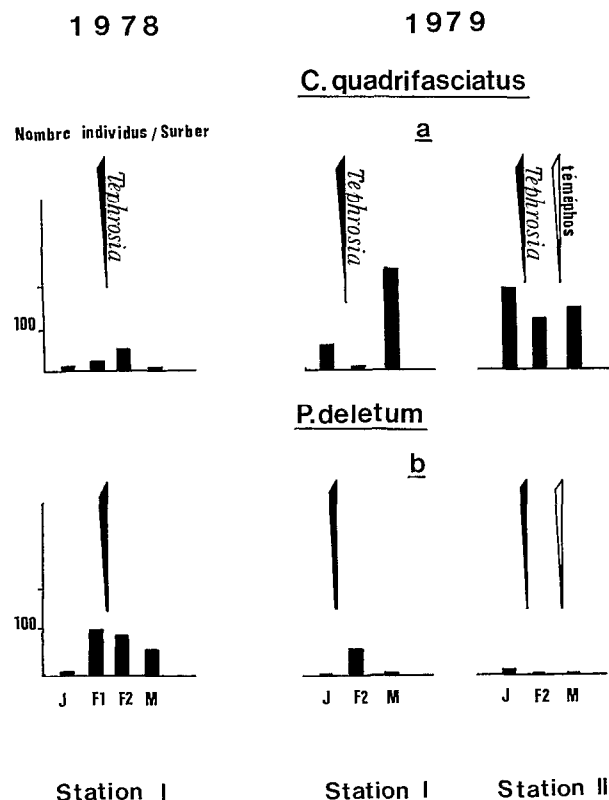 1978 1979
C. quadrifasciatus
Nombre individus / Surber a
Tephrosia Tephrosia Tephrosia téméphos
100
P. deletum
b
100
J F1 F2 M J F2 M J F2 M
Station I Station I Station II